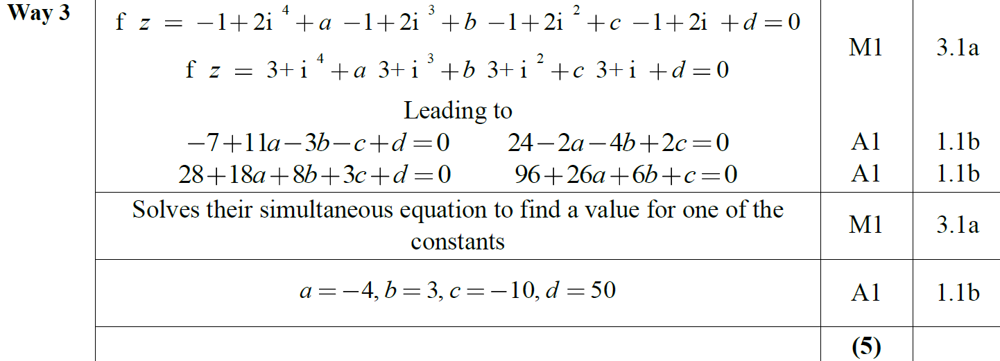 Way 3
f z = −1+2i ⁴ +a −1+2i ³ +b −1+2i ² +c −1+2i +d = 0
M1 3.1a
f z = 3+i ⁴ +a 3+i ³ +b 3+i ² +c 3+i +d = 0
Leading to
−7+11a−3b−c+d = 0 24−2a−4b+2c = 0 A1 1.1b
28+18a+8b+3c+d = 0 96+26a+6b+c = 0 A1 1.1b
Solves their simultaneous equation to find a value for one of the
constants
M1 3.1a
a = −4, b = 3, c = −10, d = 50 A1 1.1b
(5)